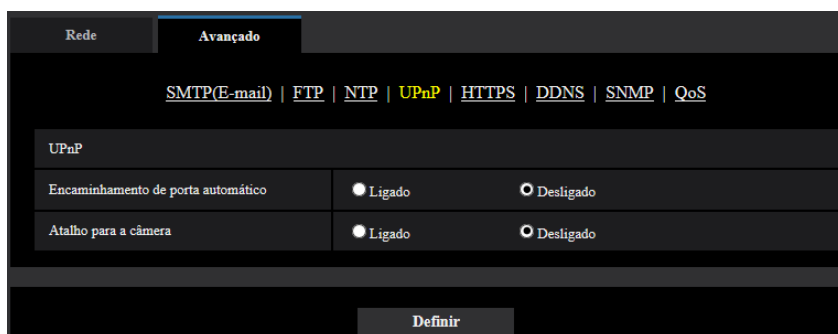 Rede Avançado
SMTP(E-mail) | FTP | NTP | UPnP | HTTPS | DDNS | SNMP | QoS
UPnP
Encaminhamento de porta automático Ligado Desligado
Atalho para a câmera Ligado Desligado
Definir